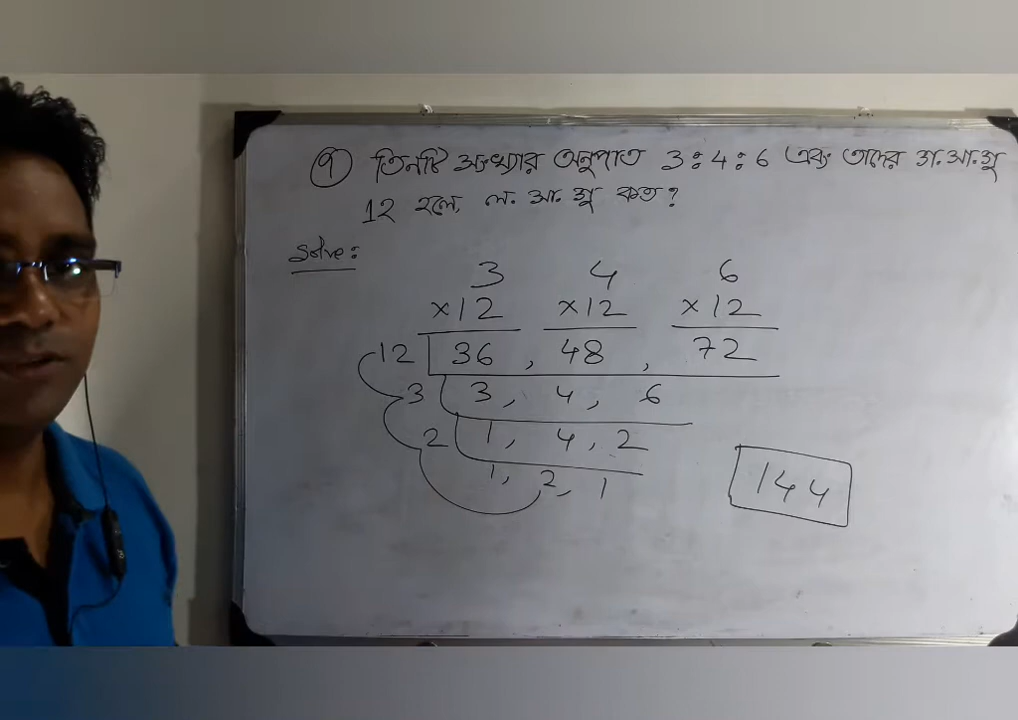 ৭ তিনটি সংখ্যার অনুপাত 3:4:6 এবং তাদের গ.সা.গু
12 হলে, ল.সা.গু কত?
Solve:
3 4 6
×12 ×12 ×12
12 36, 48, 72
3 3, 4, 6
2 1, 4, 2
1, 2, 1
144